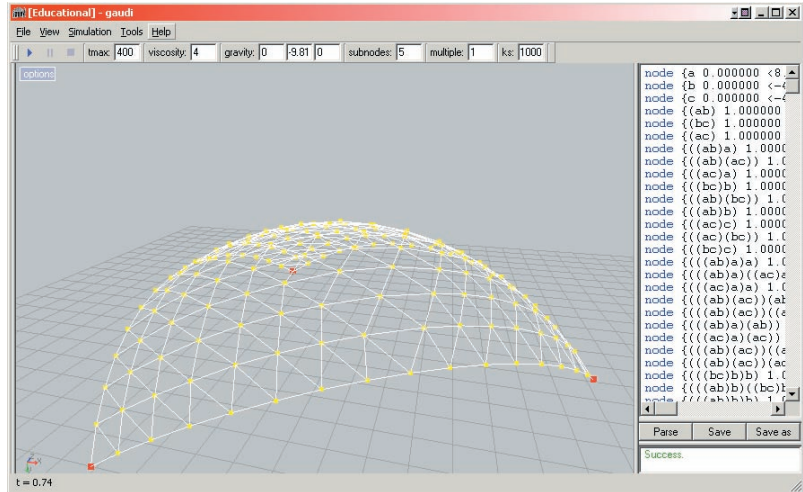 [Educational] - gaudi
File View Simulation Tools Help
tmax: 400 viscosity: 4 gravity: 0 -9.81 0 subnodes: 5 multiple: 1 ks: 1000
options
node {a 0.000000 <8.
node {b 0.000000 <-4
node {c 0.000000 <-4
node {(ab) 1.000000
node {(bc) 1.000000
node {(ac) 1.000000
node {((ab)a) 1.0000
node {((ab)(ac)) 1.0
node {((ac)a) 1.0000
node {((bc)b) 1.0000
node {((ab)(bc)) 1.0
node {((ab)b) 1.0000
node {((ac)c) 1.0000
node {((ac)(bc)) 1.0
node {((bc)c) 1.0000
node {(((ab)a)a) 1.0
node {(((ab)a)((ac)a
node {(((ac)a)a) 1.0
node {(((ab)(ac))(ab
node {(((ab)(ac))((a
node {(((ab)a)(ab))
node {(((ac)a)(ac))
node {(((ab)(ac))((a
node {(((ab)(ac))(ac
node {(((bc)b)b) 1.0
node {(((ab)b)((bc)b
node {(((ab)b)b) 1.0
Parse Save Save as
Success.
t = 0.74